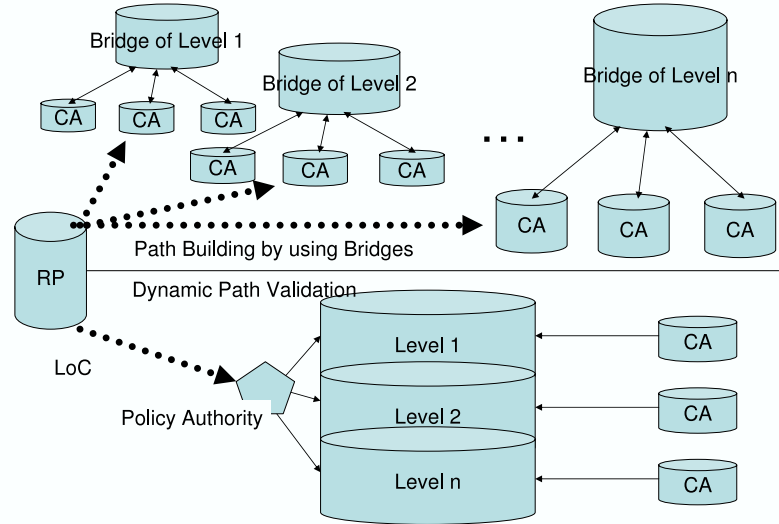 Bridge of Level 1
Bridge of Level 2
Bridge of Level n
CA
CA
CA
CA
CA
CA
...
CA
CA
CA
Path Building by using Bridges
RP
Dynamic Path Validation
LoC
Policy Authority
Level 1
CA
Level 2
CA
Level n
CA